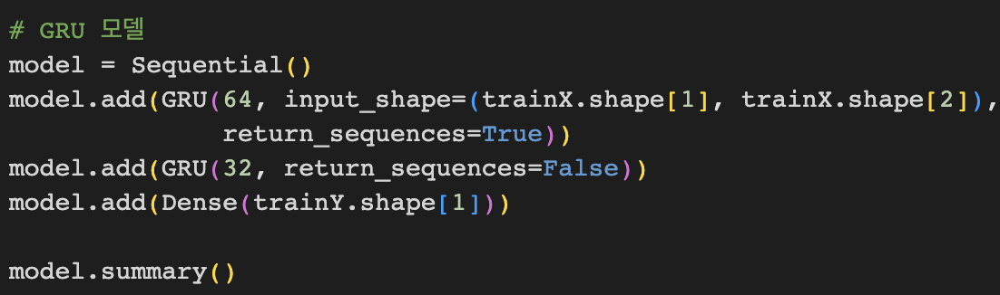 # GRU 모델
model = Sequential()
model.add(GRU(64, input_shape=(trainX.shape[1], trainX.shape[2]),
return_sequences=True))
model.add(GRU(32, return_sequences=False))
model.add(Dense(trainY.shape[1]))
model.summary()